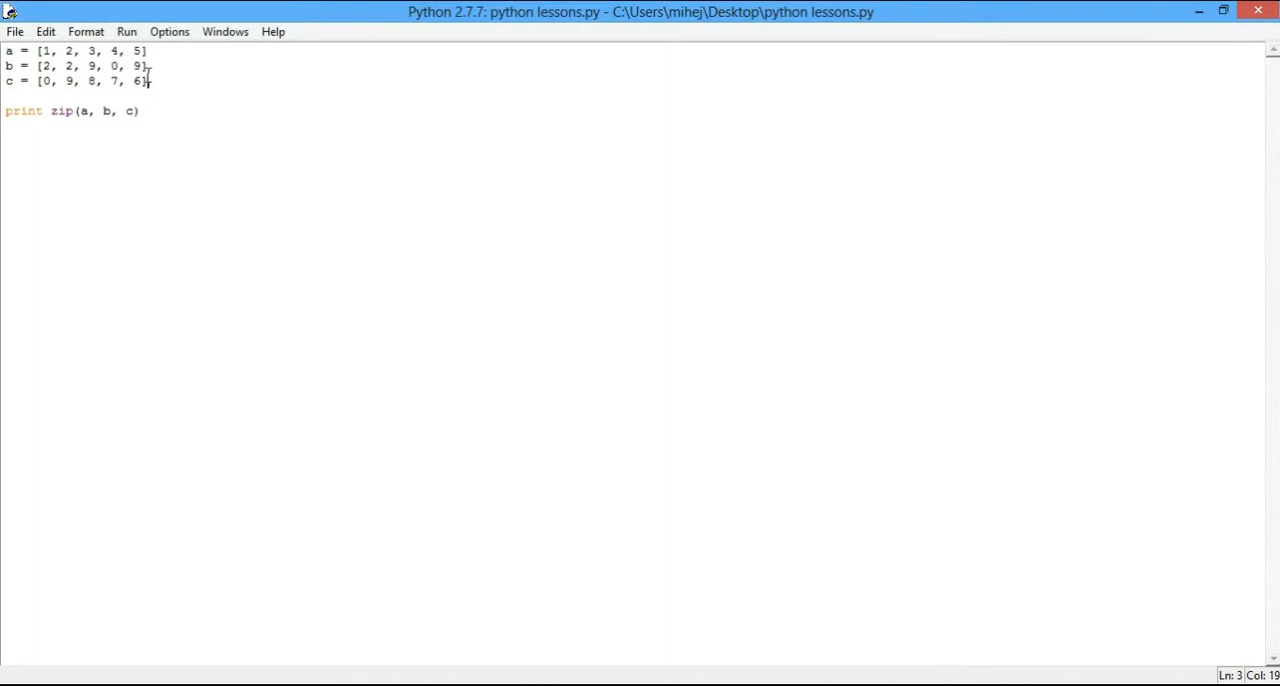 Python 2.7.7: python lessons.py - C:\Users\mihej\Desktop\python lessons.py
File Edit Format Run Options Windows Help
a = [1, 2, 3, 4, 5]
b = [2, 2, 9, 0, 9]
c = [0, 9, 8, 7, 6]
print zip(a, b, c)
Ln: 3 Col: 19